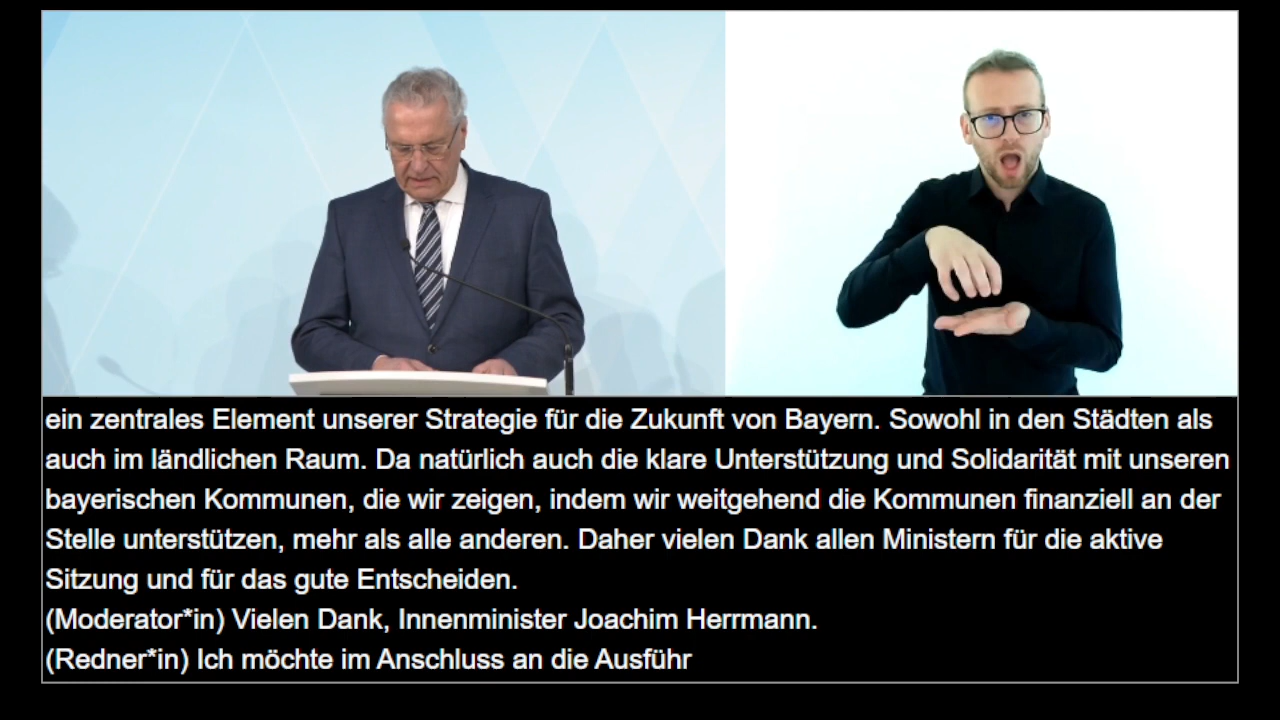 ein zentrales Element unserer Strategie für die Zukunft von Bayern. Sowohl in den Städten als
auch im ländlichen Raum. Da natürlich auch die klare Unterstützung und Solidarität mit unseren
bayerischen Kommunen, die wir zeigen, indem wir weitgehend die Kommunen finanziell an der
Stelle unterstützen, mehr als alle anderen. Daher vielen Dank allen Ministern für die aktive
Sitzung und für das gute Entscheiden.
(Moderator*in) Vielen Dank, Innenminister Joachim Herrmann.
(Redner*in) Ich möchte im Anschluss an die Ausführ